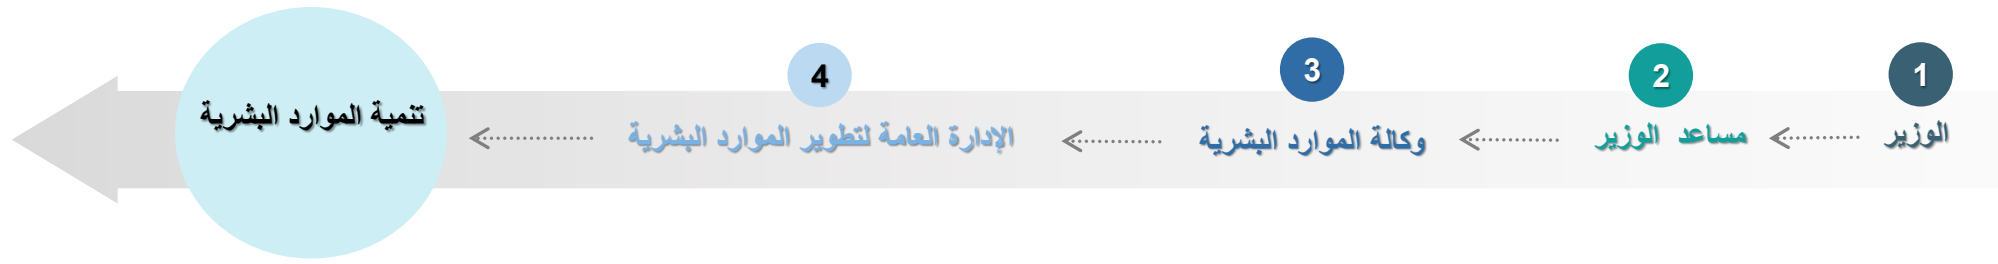 1
الوزير
2
مساعد الوزير
3
وكالة الموارد البشرية
4
الإدارة العامة لتطوير الموارد البشرية
تنمية الموارد البشرية